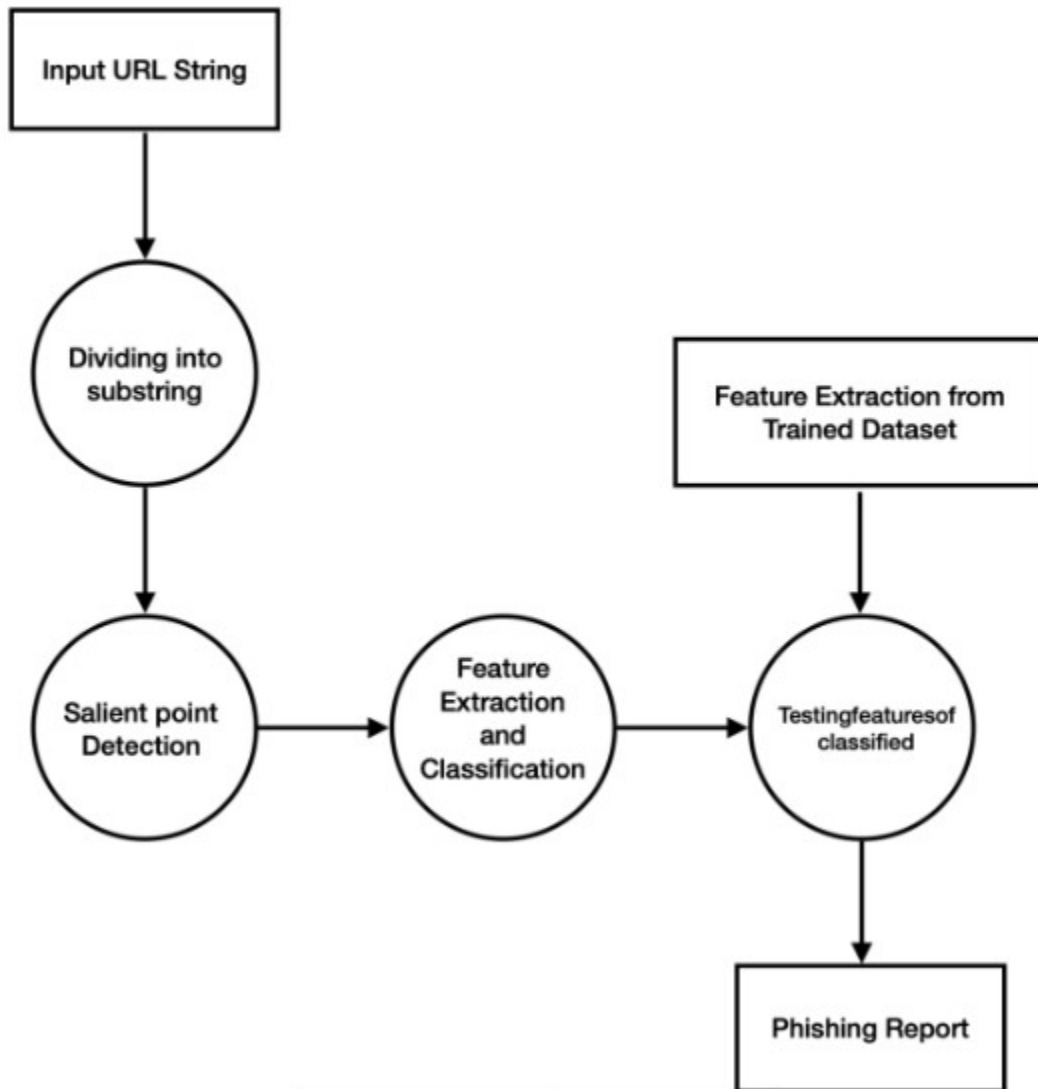 Input URL String
Dividing into
substring
Feature Extraction from
Trained Dataset
Salient point
Detection
Feature
Extraction
and
Classification
Testingfeaturesof
classified
Phishing Report